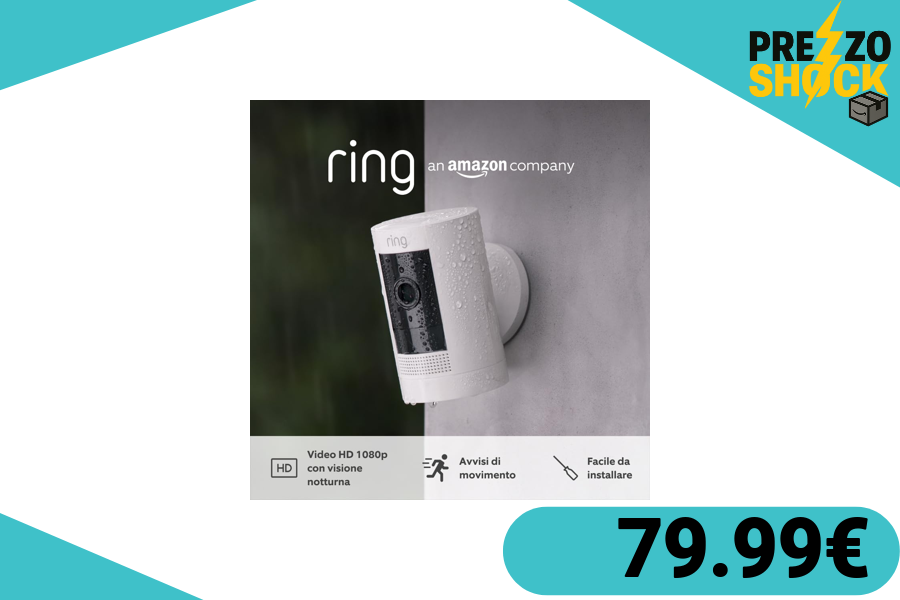 PREZZO
SHOCK
ring an amazon company
ring
HD
Video HD 1080p
con visione
notturna
Avvisi di
movimento
Facile da
installare
79.99€